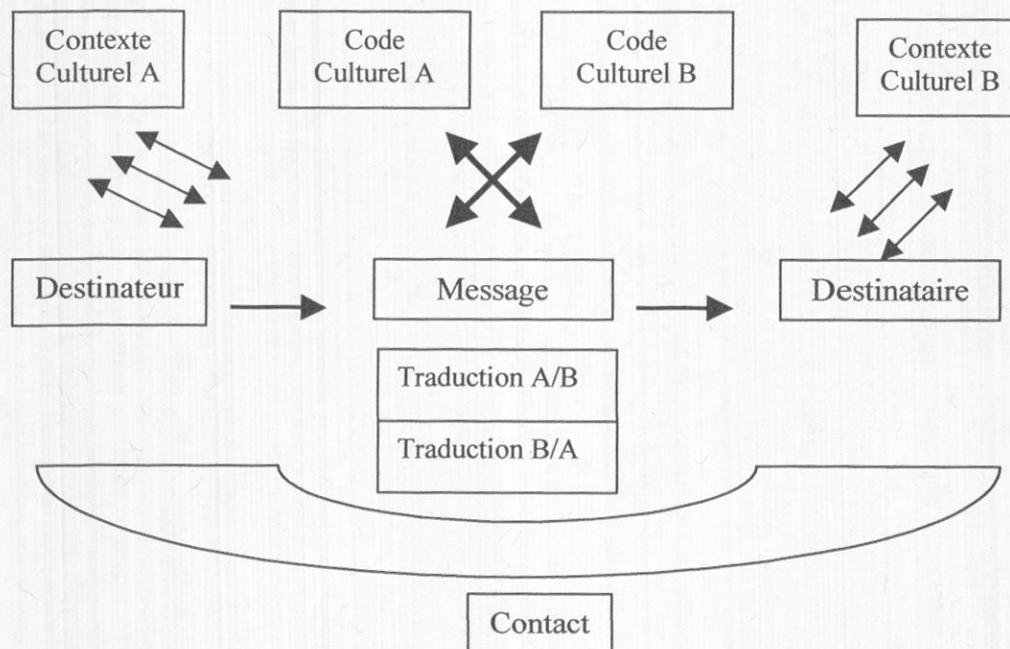 Contexte
Culturel A
Code
Culturel A
Code
Culturel B
Contexte
Culturel B
Destinateur
Message
Destinataire
Traduction A/B
Traduction B/A
Contact